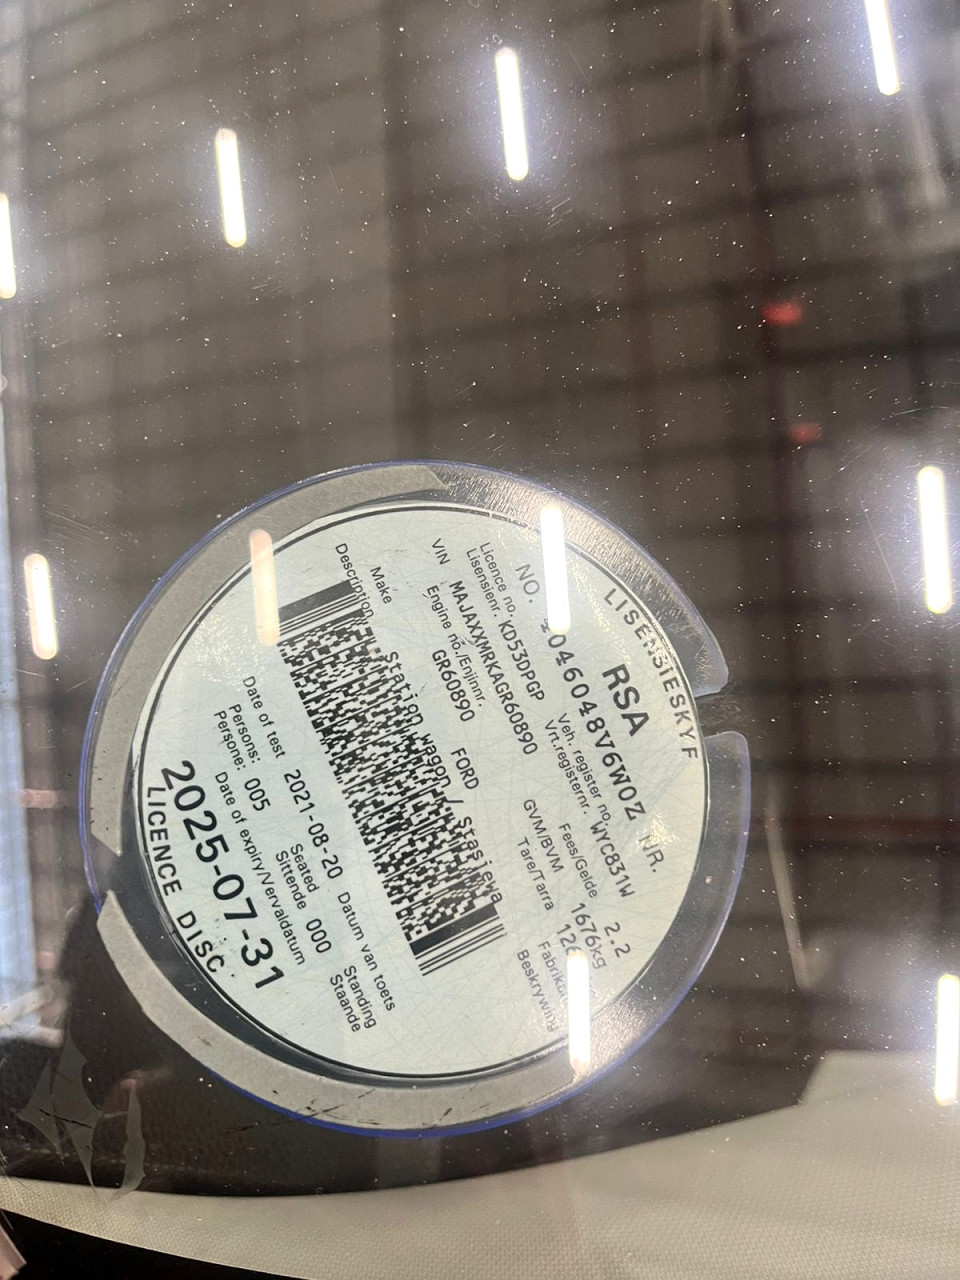 LISENSIESKYF
RSA
NO. 4046048V6W0Z NR.
Licence no. Veh. register no.
Lisensienr. KD53DPGP Vrt.registernr. WYC831W
VIN MAJAXXMRKAGR60890 Fees/Gelde 2.2
Engine no./Enjinnr. GVM/BVM 1676kg
GR60890 Tare/Tarra
Make FORD
Description Station wagon / Stasiewa Beskrywing
Date of test 2021-08-20 Datum van toets
Persons: Seated Standing
Persone: 005 Sittende 000 Staande
Date of expiry/Vervaldatum
2025-07-31
LICENCE DISC